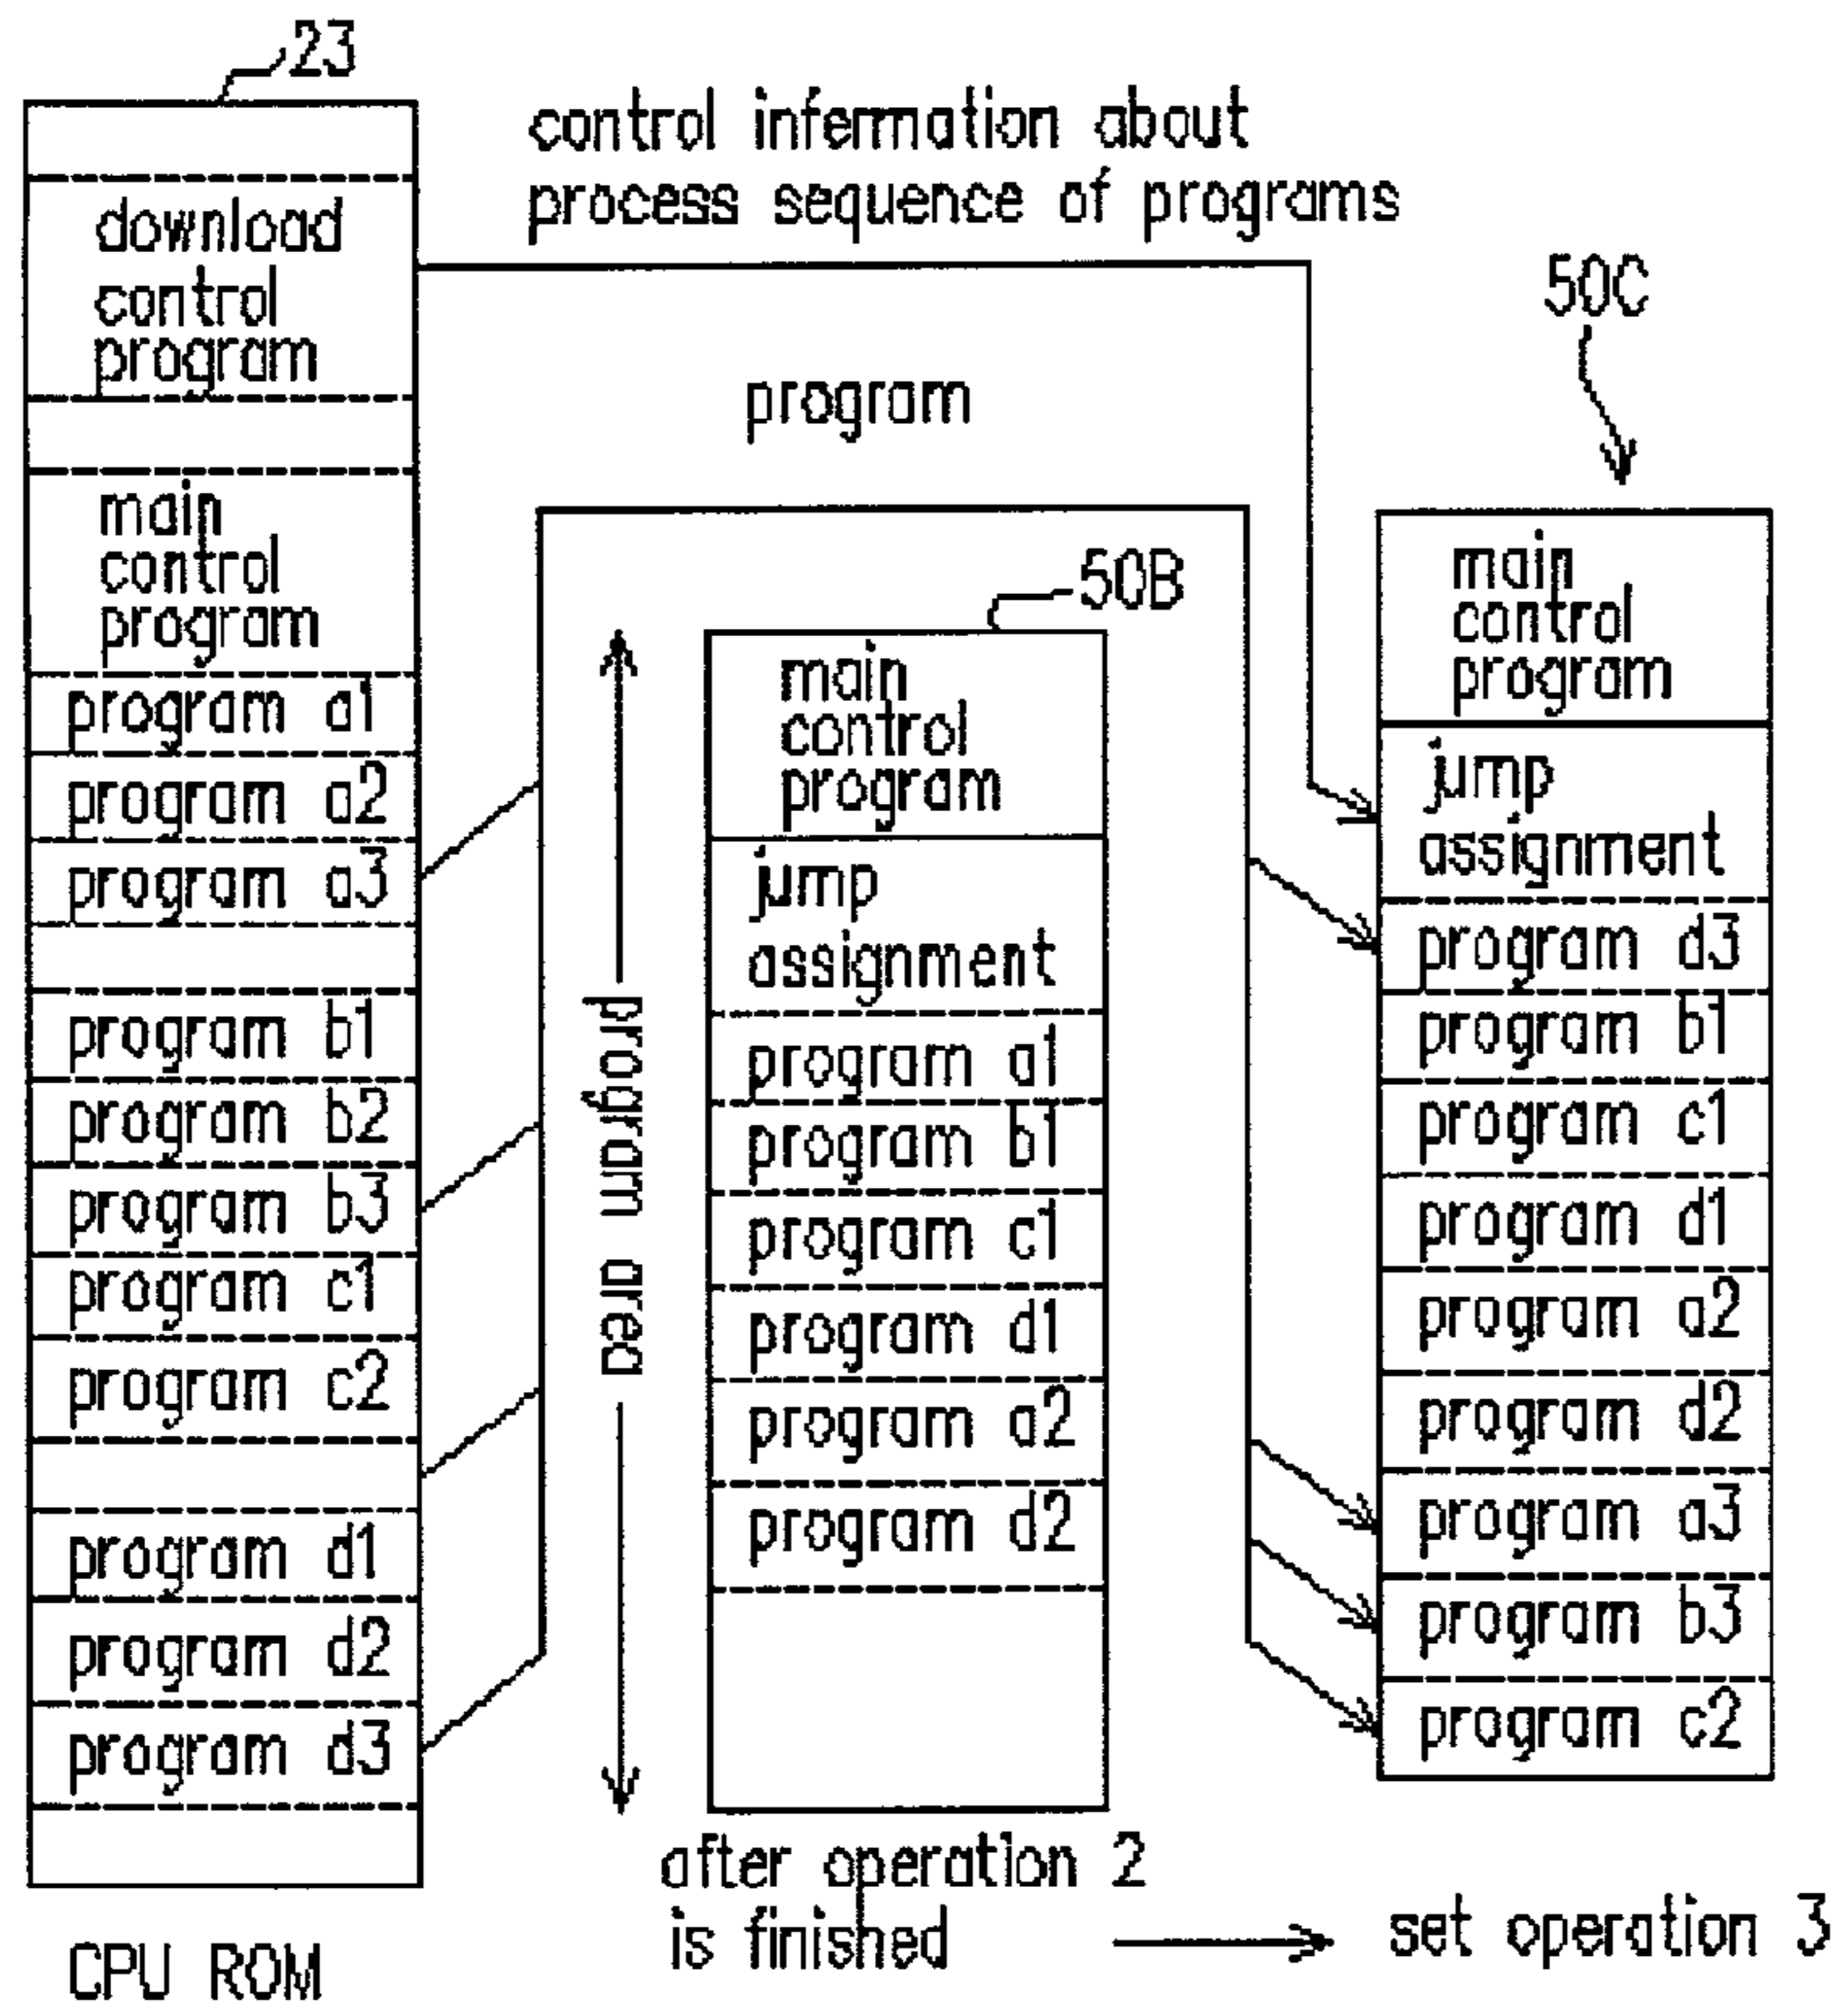 23
control infermation about
process sequence of programs
download
control
program
main
control
program
program a1
program a2
program a3
program b1
program b2
program b3
program c1
program c2
program d1
program d2
program d3
CPU ROM
program
program area
50B
main
control
program
jump
assignment
program a1
program b1
program c1
program d1
program a2
program d2
after operation 2
is finished
50C
main
control
program
jump
assignment
program d3
program b1
program c1
program d1
program a2
program d2
program a3
program b3
program c2
set operation 3